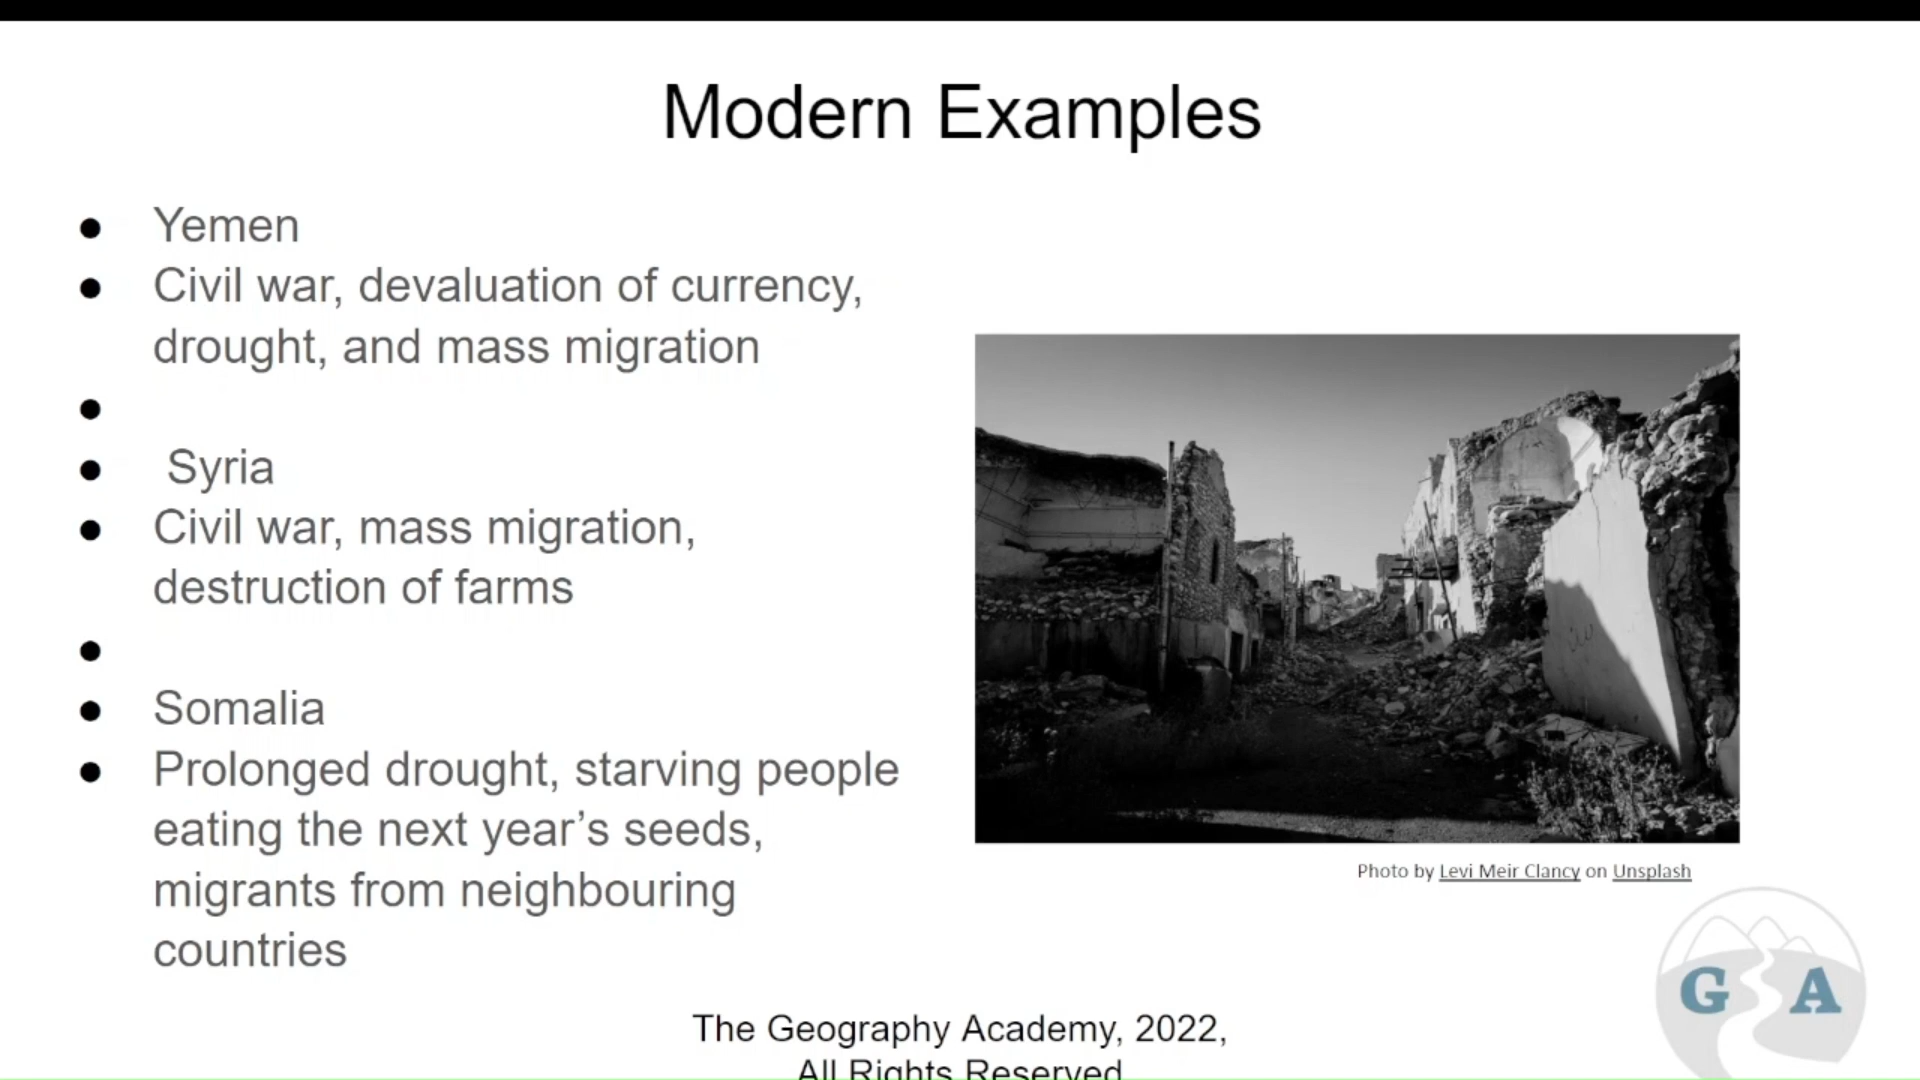 Modern Examples
● Yemen
● Civil war, devaluation of currency,
drought, and mass migration
●
● Syria
● Civil war, mass migration,
destruction of farms
●
● Somalia
● Prolonged drought, starving people
eating the next year’s seeds,
migrants from neighbouring
countries
Photo by Levi Meir Clancy on Unsplash
G A
The Geography Academy, 2022,
All Rights Reserved